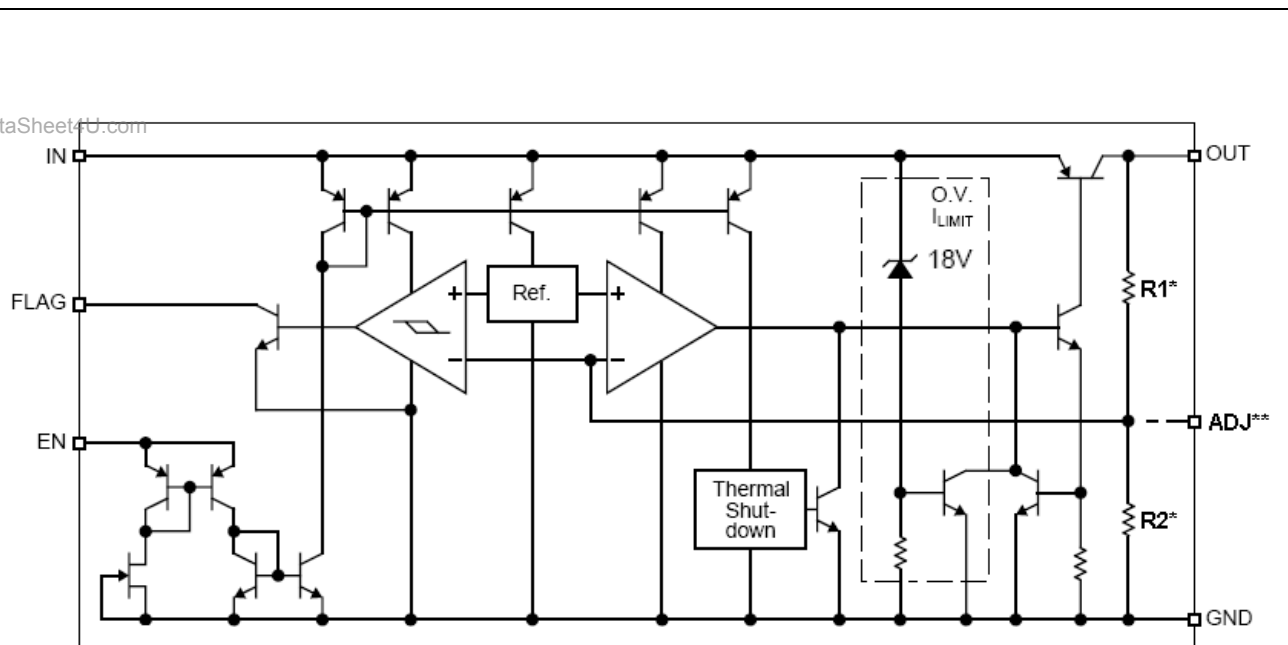 taSheet4U.com
IN
OUT
O.V.
ILIMIT
18V
FLAG
+
Ref.
+
R1*
−
−
ADJ**
EN
Thermal
Shut-
down
R2*
GND